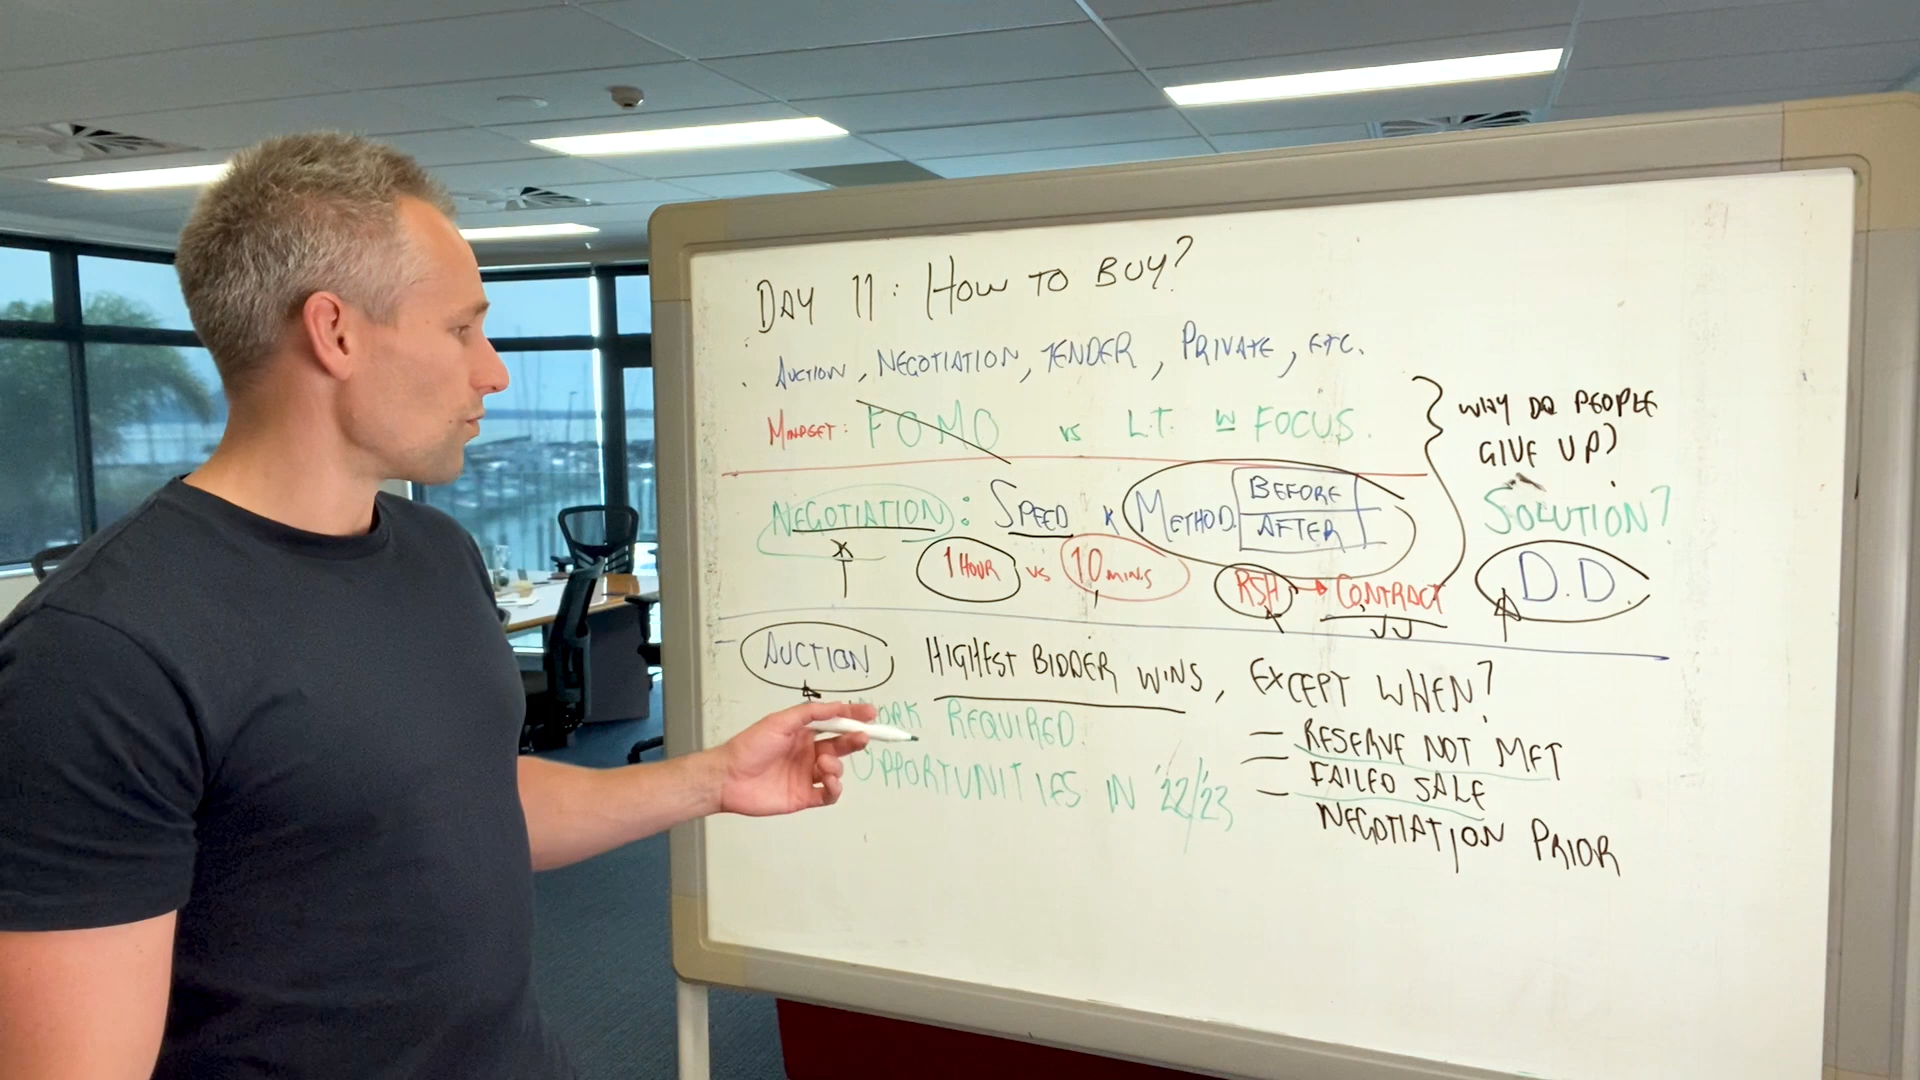 DAY 11: HOW TO BUY?
AUCTION, NEGOTIATION, TENDER, PRIVATE, ETC.
MINDSET: FOMO vs L.T. W FOCUS.
WHY DO PEOPLE
GIVE UP?
SOLUTION?
D.D.
NEGOTIATION: SPEED x METHOD BEFORE
AFTER
1 HOUR vs 10 MINS
RSH → CONTRACT
AUCTION HIGHEST BIDDER WINS, EXCEPT WHEN?
WORK REQUIRED.
OPPORTUNITIES IN '22/'23
- RESERVE NOT MET
- FAILED SALE
- NEGOTIATION PRIOR